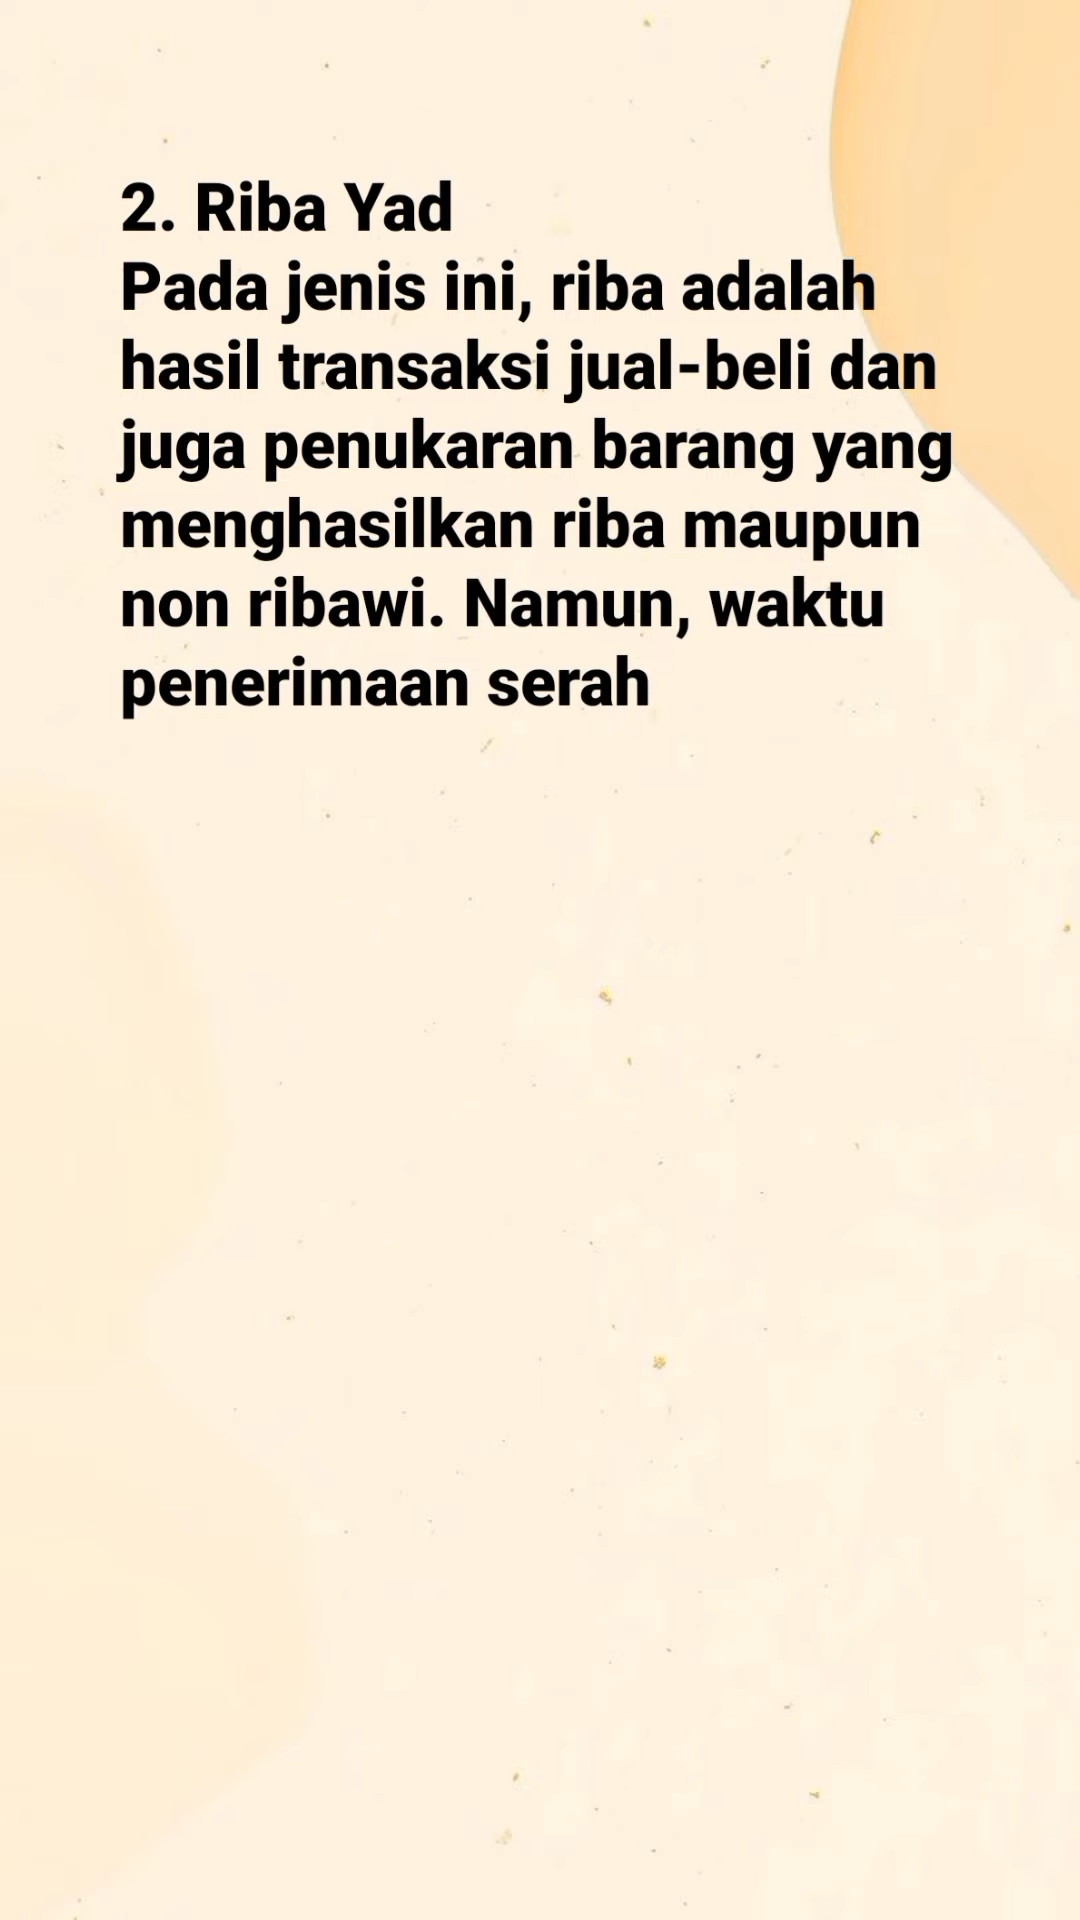 2. Riba Yad
Pada jenis ini, riba adalah
hasil transaksi jual-beli dan
juga penukaran barang yang
menghasilkan riba maupun
non ribawi. Namun, waktu
penerimaan serah